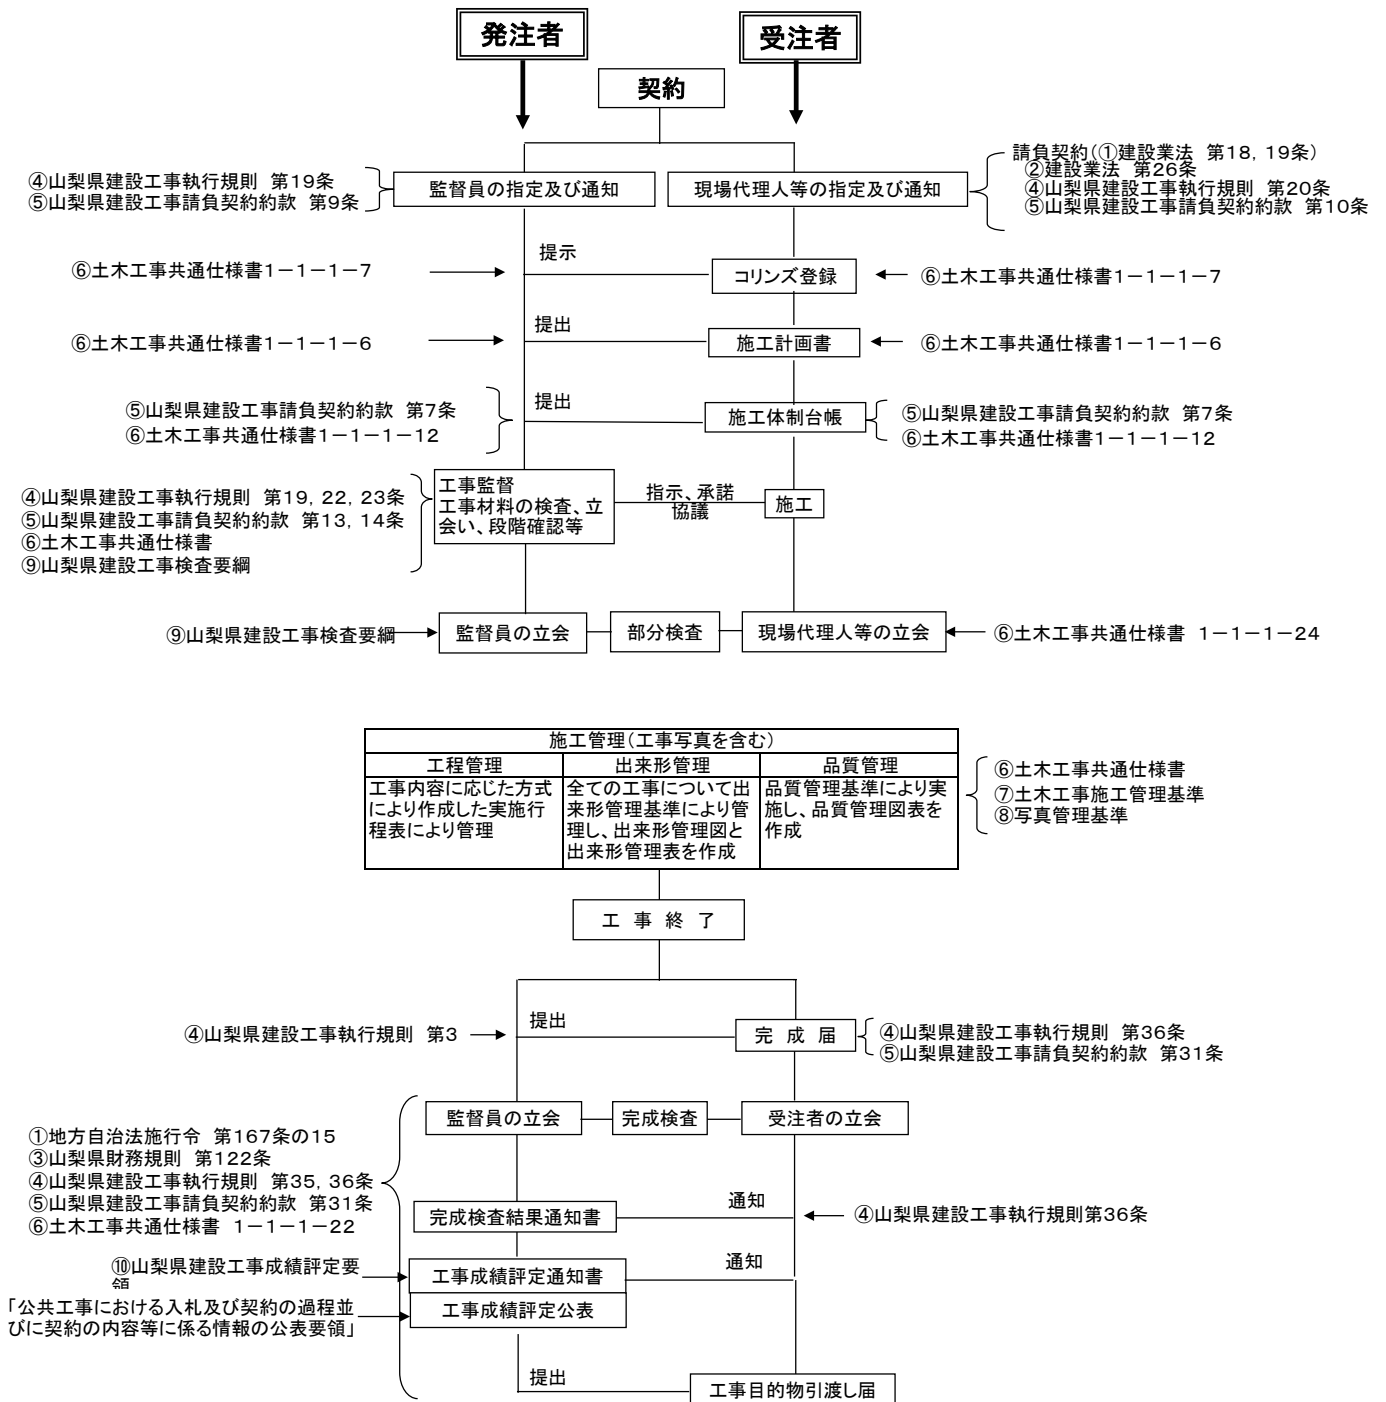 発注者
受注者
契約
④山梨県建設工事執行規則 第19条
⑤山梨県建設工事請負契約約款 第9条
監督員の指定及び通知
現場代理人等の指定及び通知
請負契約(①建設業法 第18, 19条)
②建設業法 第26条
④山梨県建設工事執行規則 第20条
⑤山梨県建設工事請負契約約款 第10条
⑥土木工事共通仕様書1-1-1-7
提示
コリンズ登録
⑥土木工事共通仕様書1-1-1-7
⑥土木工事共通仕様書1-1-1-6
提出
施工計画書
⑥土木工事共通仕様書1-1-1-6
⑤山梨県建設工事請負契約約款 第7条
⑥土木工事共通仕様書1-1-1-12
提出
施工体制台帳
⑤山梨県建設工事請負契約約款 第7条
⑥土木工事共通仕様書1-1-1-12
④山梨県建設工事執行規則 第19, 22, 23条
⑤山梨県建設工事請負契約約款 第13, 14条
⑥土木工事共通仕様書
⑨山梨県建設工事検査要綱
工事監督
工事材料の検査、立
会い、段階確認等
指示、承諾
協議
施工
⑨山梨県建設工事検査要綱
監督員の立会
部分検査
現場代理人等の立会
⑥土木工事共通仕様書 1-1-1-24
施工管理(工事写真を含む)
工程管理
出来形管理
品質管理
工事内容に応じた方式
により作成した実施行
程表により管理
全ての工事について出
来形管理基準により管
理し、出来形管理図と
出来形管理表を作成
品質管理基準により実
施し、品質管理図表を
作成
⑥土木工事共通仕様書
⑦土木工事施工管理基準
⑧写真管理基準
工 事 終 了
④山梨県建設工事執行規則 第3
提出
完 成 届
④山梨県建設工事執行規則 第36条
⑤山梨県建設工事請負契約約款 第31条
監督員の立会
完成検査
受注者の立会
①地方自治法施行令 第167条の15
③山梨県財務規則 第122条
④山梨県建設工事執行規則 第35, 36条
⑤山梨県建設工事請負契約約款 第31条
⑥土木工事共通仕様書 1-1-1-22
完成検査結果通知書
通知
④山梨県建設工事執行規則第36条
⑩山梨県建設工事成績評定要
領
工事成績評定通知書
通知
「公共工事における入札及び契約の過程並
びに契約の内容等に係る情報の公表要領」
工事成績評定公表
提出
工事目的物引渡し届